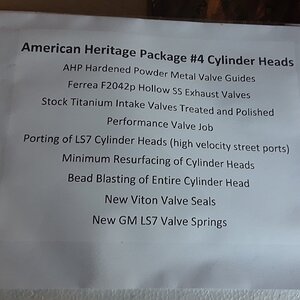 American Heritage Package #4 Cylinder Heads
AHP Hardened Powder Metal Valve Guides
Ferrea F2042p Hollow SS Exhaust Valves
Stock Titanium Intake Valves Treated and Polished
Performance Valve Job
Porting of LS7 Cylinder Heads (high velocity street ports)
Minimum Resurfacing of Cylinder Heads
Bead Blasting of Entire Cylinder Head
New Viton Valve Seals
New GM LS7 Valve Springs